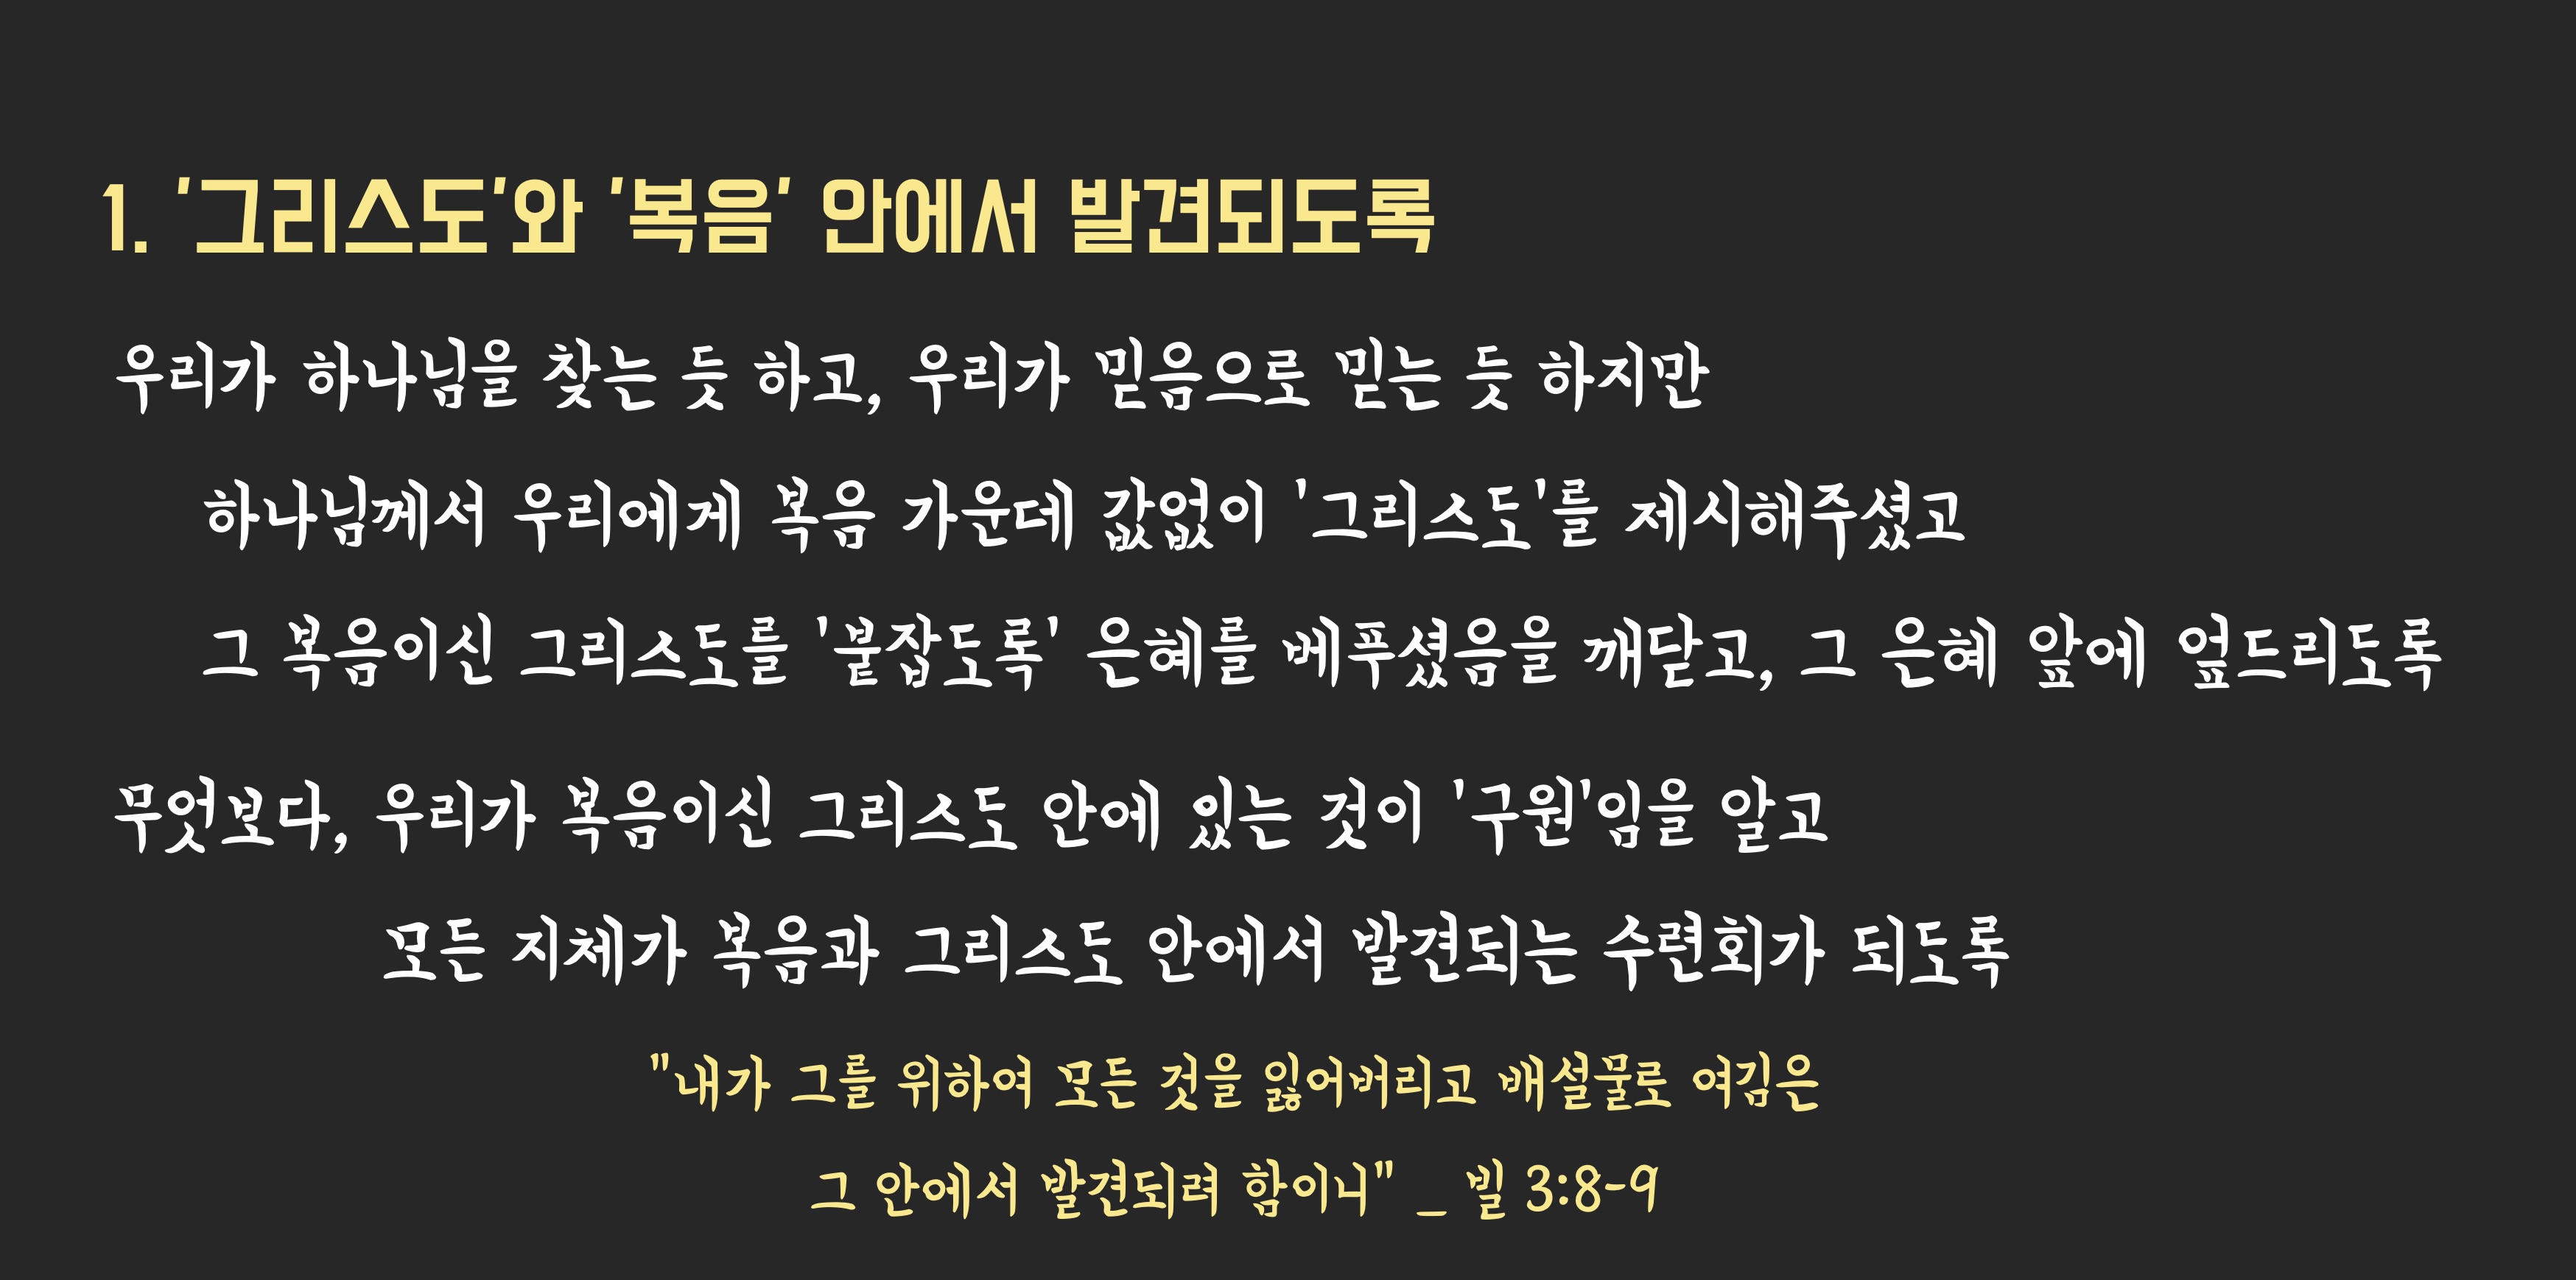 1. '그리스도'와 '복음' 안에서 발견되도록
우리가 하나님을 찾는 듯 하고, 우리가 믿음으로 믿는 듯 하지만
하나님께서 우리에게 복음 가운데 값없이 '그리스도'를 제시해주셨고
그 복음이신 그리스도를 '붙잡도록' 은혜를 베푸셨음을 깨닫고, 그 은혜 앞에 엎드리도록
무엇보다, 우리가 복음이신 그리스도 안에 있는 것이 '구원'임을 알고
모든 지체가 복음과 그리스도 안에서 발견되는 수련회가 되도록
"내가 그를 위하여 모든 것을 잃어버리고 배설물로 여김은
그 안에서 발견되려 함이니" _ 빌 3:8-9